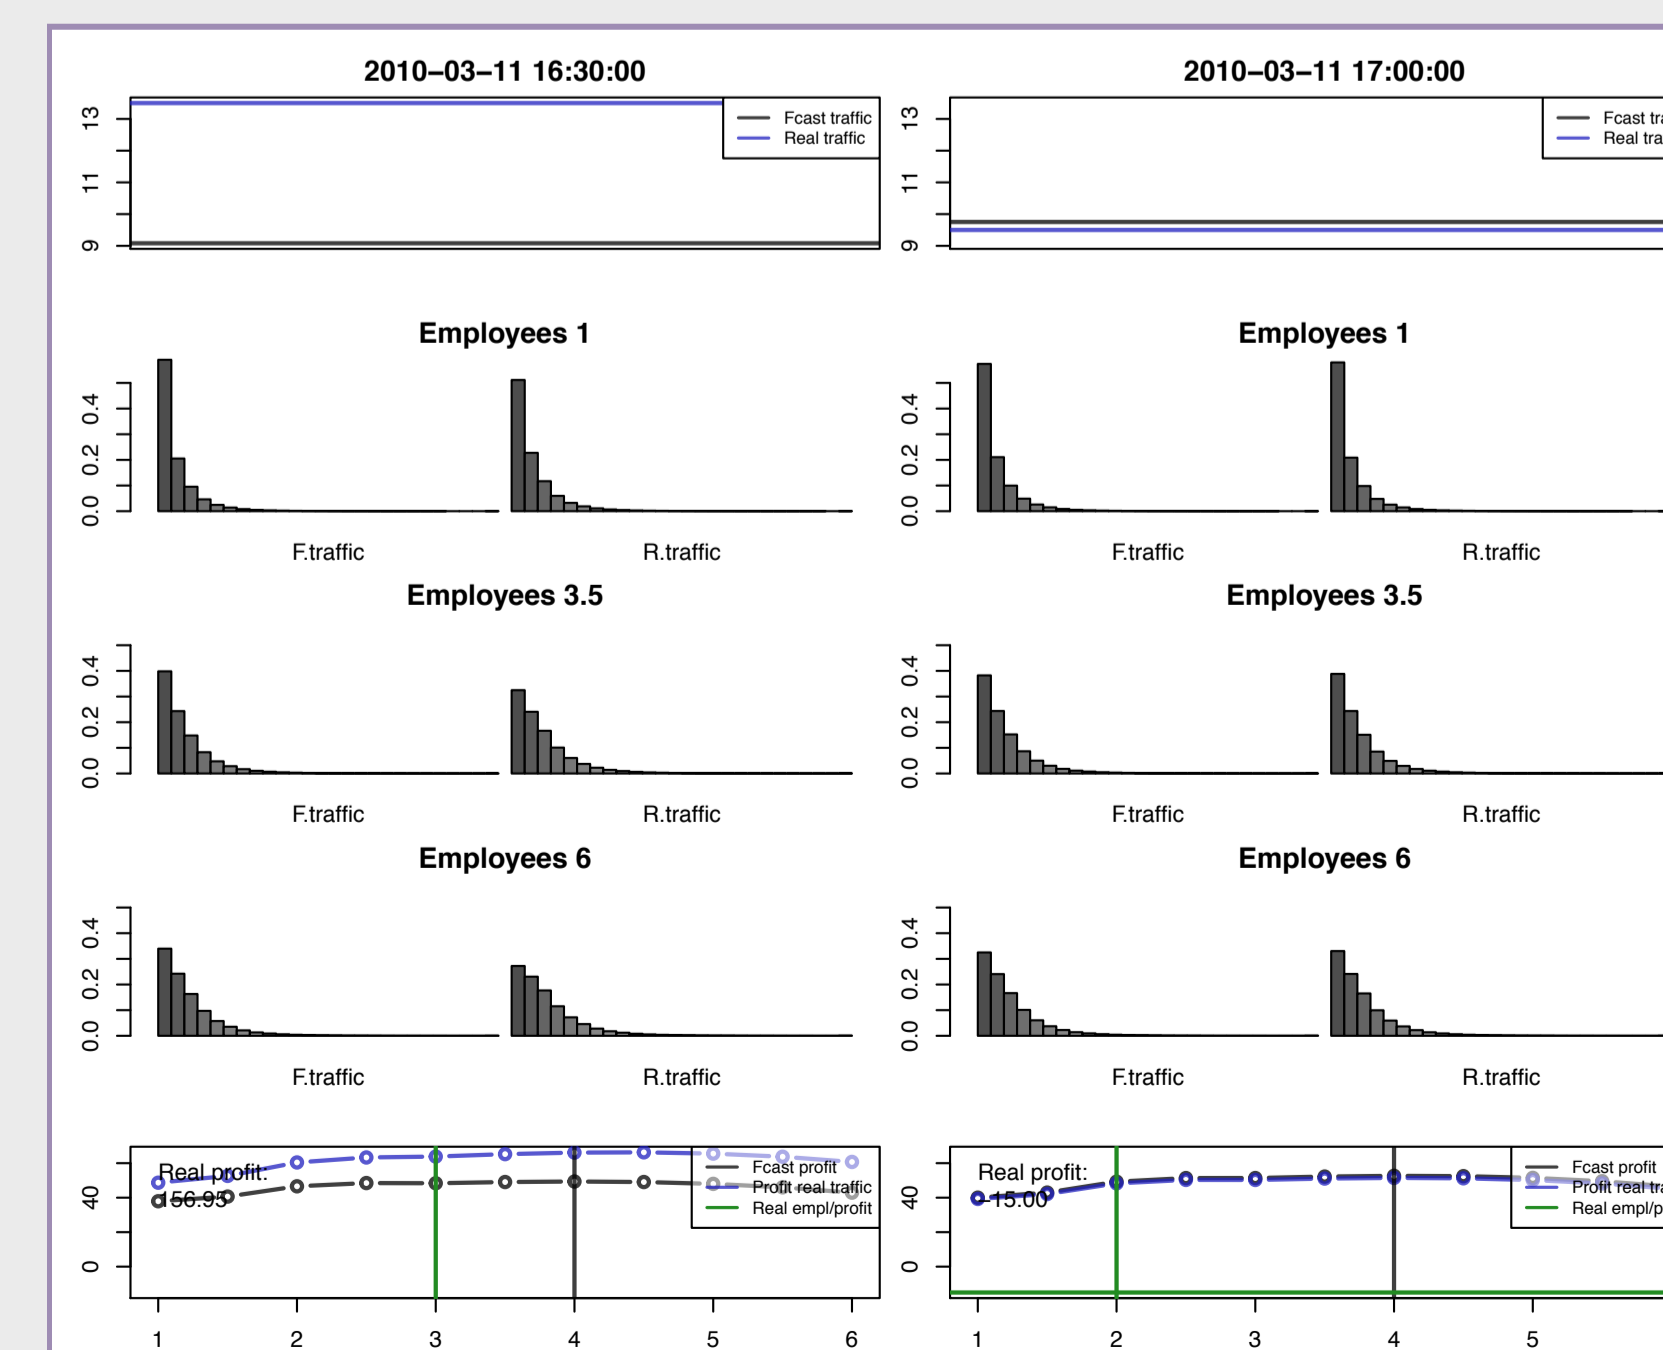 2010−03−11 16:30:00
13
11
9
Fcast traffic
Real traffic
Employees 1
0.4
0.2
0.0
F.traffic
R.traffic
Employees 3.5
0.4
0.2
0.0
F.traffic
R.traffic
Employees 6
0.4
0.2
0.0
F.traffic
R.traffic
Real profit:
156.95
Fcast profit
Profit real traffic
Real empl/profit
40
0
1 2 3 4 5 6
2010−03−11 17:00:00
13
11
9
Fcast tra
Real tra
Employees 1
0.4
0.2
0.0
F.traffic
R.traffic
Employees 3.5
0.4
0.2
0.0
F.traffic
R.traffic
Employees 6
0.4
0.2
0.0
F.traffic
R.traffic
Real profit:
−15.00
Fcast profit
Profit real tra
Real empl/p
40
0
1 2 3 4 5